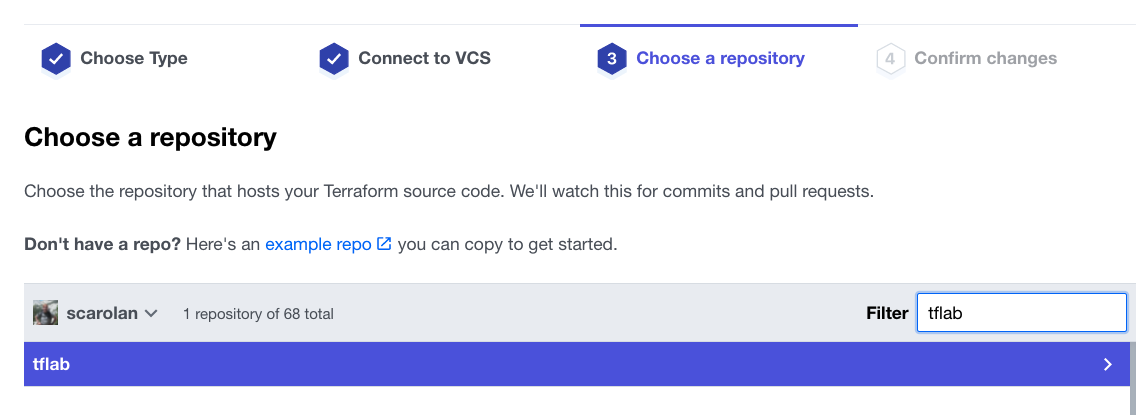 Choose Type
Connect to VCS
3 Choose a repository
4 Confirm changes
Choose a repository
Choose the repository that hosts your Terraform source code. We'll watch this for commits and pull requests.
Don't have a repo? Here's an example repo you can copy to get started.
scarolan 1 repository of 68 total Filter tflab
tflab